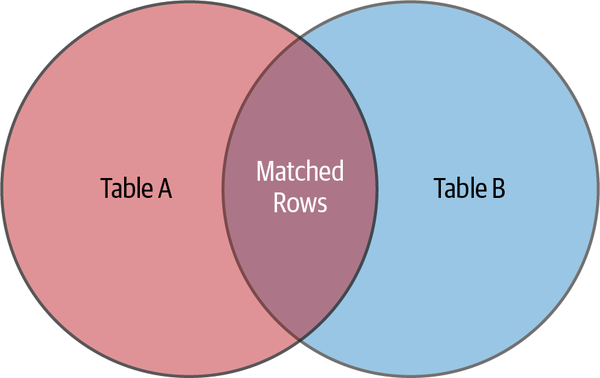 Table A
Matched
Rows
Table B